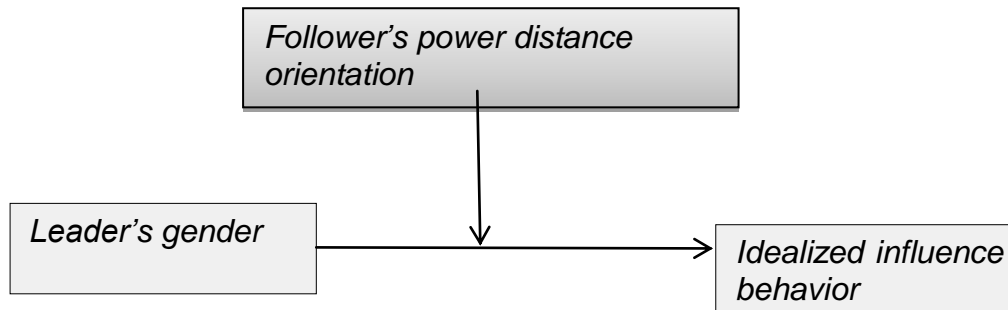 Follower’s power distance
orientation
Leader’s gender
Idealized influence
behavior